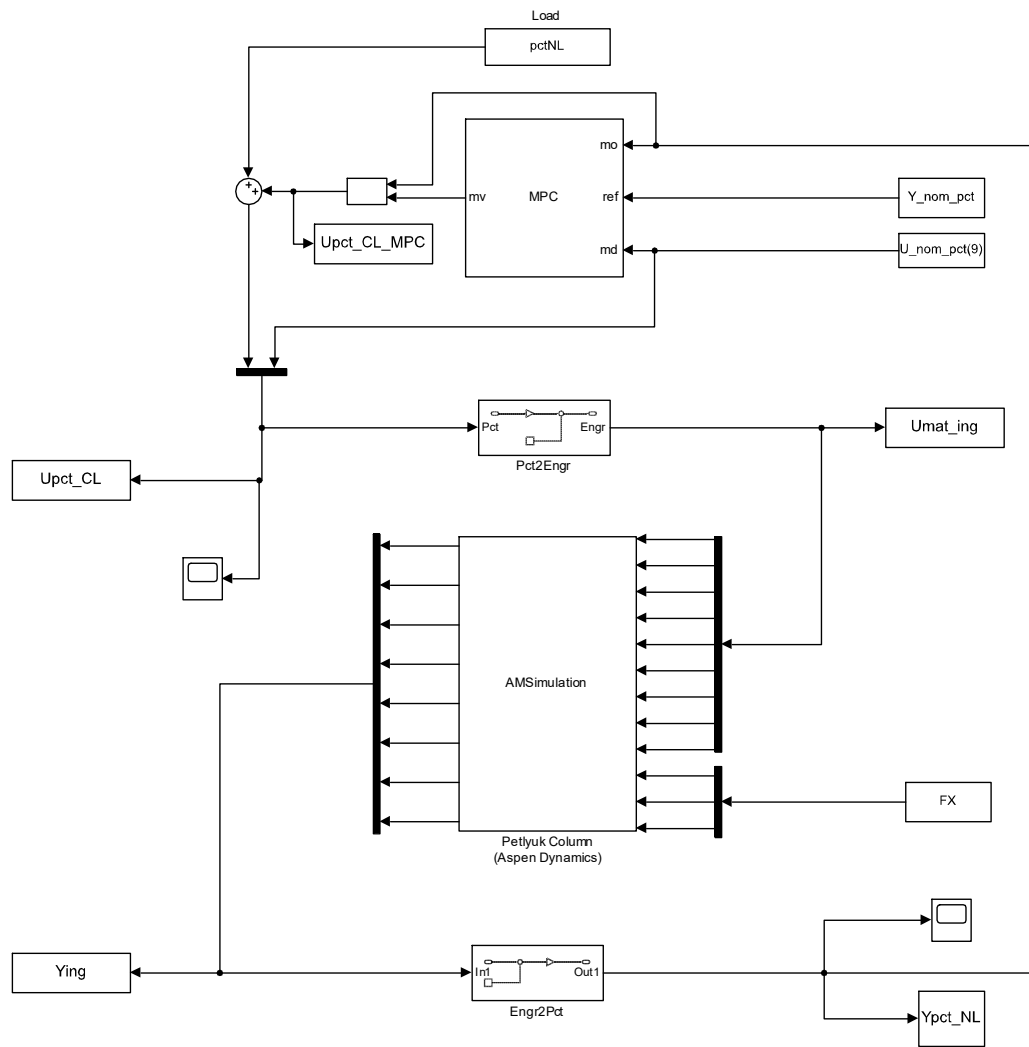 Load
pctNL
mo
Y_nom_pct
mv
MPC
ref
Upct_CL_MPC
md
U_nom_pct(9)
Pct
Engr
Umat_ing
Pct2Engr
Upct_CL
AMSimulation
FX
Petlyuk Column
(Aspen Dynamics)
Ying
In1
Out1
Engr2Pct
Ypct_NL